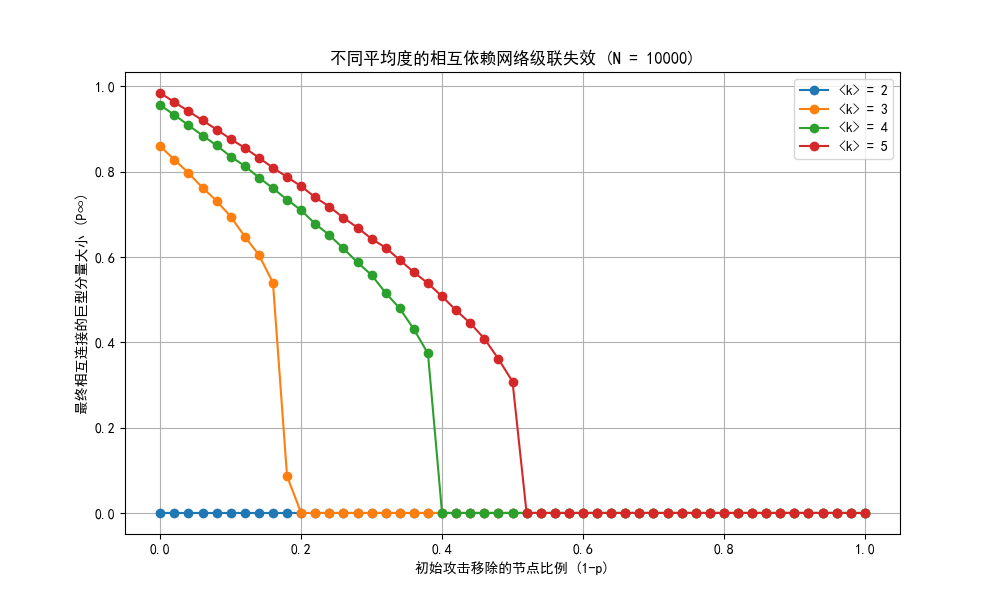 不同平均度的相互依赖网络级联失效 (N = 10000)
<k> = 2
<k> = 3
<k> = 4
<k> = 5
最终相互连接的巨型分量大小 (P∞)
1.0
0.8
0.6
0.4
0.2
0.0
0.0 0.2 0.4 0.6 0.8 1.0
初始攻击移除的节点比例 (1-p)